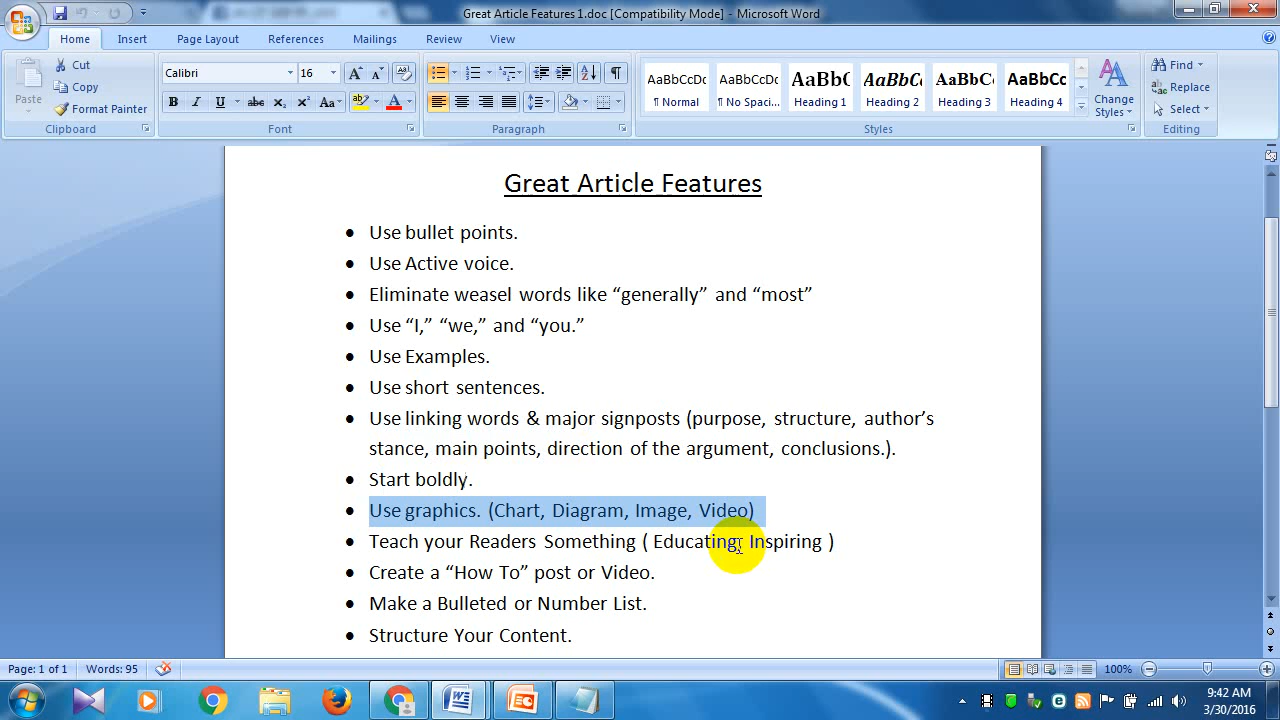 Great Article Features 1.doc [Compatibility Mode] - Microsoft Word
Home Insert Page Layout References Mailings Review View
Paste Cut Copy Format Painter
Calibri 16
AaBbCcDc AaBbCcDc AaBbC AaBbCc AaBbCc AaBbCc
¶ Normal ¶ No Spaci... Heading 1 Heading 2 Heading 3 Heading 4
Change Styles
Find
Replace
Select
Clipboard Font Paragraph Styles Editing
Great Article Features
• Use bullet points.
• Use Active voice.
• Eliminate weasel words like “generally” and “most”
• Use “I,” “we,” and “you.”
• Use Examples.
• Use short sentences.
• Use linking words & major signposts (purpose, structure, author’s
stance, main points, direction of the argument, conclusions.).
• Start boldly.
• Use graphics. (Chart, Diagram, Image, Video)
• Teach your Readers Something ( Educating, Inspiring )
• Create a “How To” post or Video.
• Make a Bulleted or Number List.
• Structure Your Content.
Page: 1 of 1 Words: 95 100%
9:42 AM
3/30/2016